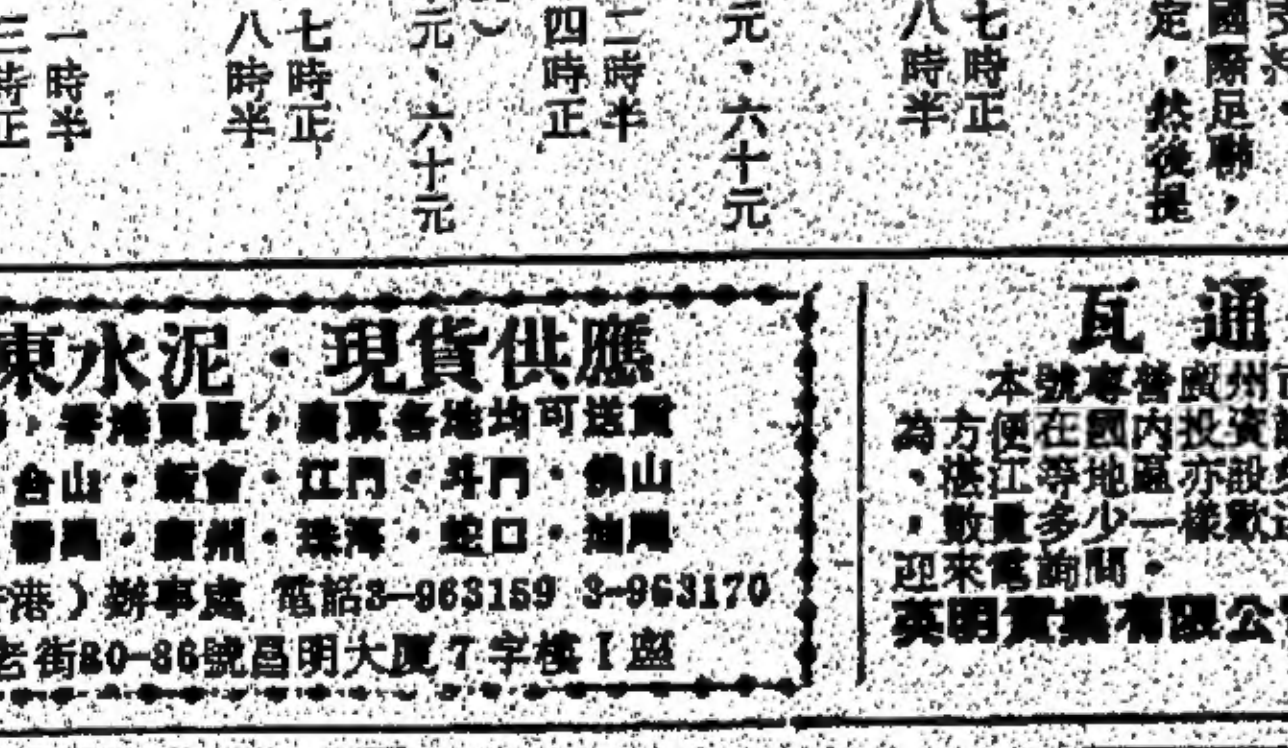 國際足聯，
定，然後提
七時正
八時半
元、六十元
二時半
四時正
元、六十元
七時正
八時半
一時半
三時正
通瓦
本號專營廣州
為方便在國內投資
、湛江等地區亦設
，數量多少一樣歡
迎來電詢問。
英明實業有限公
東水泥·現貨供應
香港買單·廣東各地均可送貨
台山·新會·江門·斗門·佛山
番禺·廣州·珠海·蛇口·汕尾
港）辦事處 電話3-963159 3-963170
老街80-86號昌明大厦7字樓I座